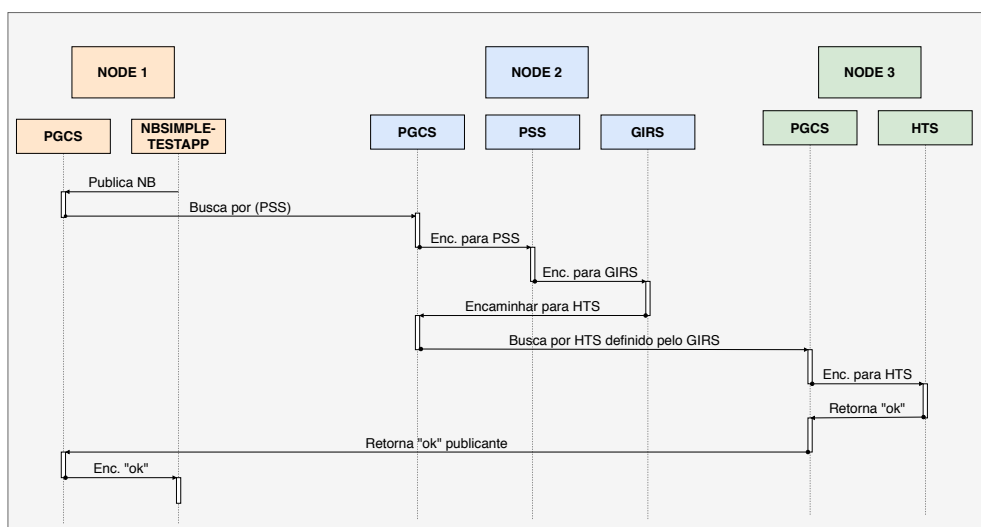 NODE 1
NODE 2
NODE 3
PGCS
NBSIMPLE-
TESTAPP
PGCS
PSS
GIRS
PGCS
HTS
Publica NB
Busca por (PSS)
Enc. para PSS
Enc. para GIRS
Encaminhar para HTS
Busca por HTS definido pelo GIRS
Enc. para HTS
Retorna "ok"
Retorna "ok" publicante
Enc. "ok"